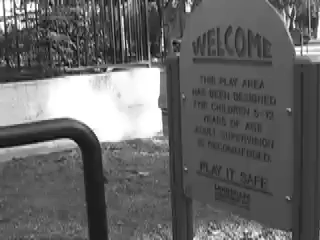 WELCOME
THIS PLAY AREA
HAS BEEN DESIGNED
FOR CHILDREN 5-12
YEARS OF AGE
ADULT SUPERVISION
IS RECOMMENDED.
PLAY IT SAFE
LANDSCAPE